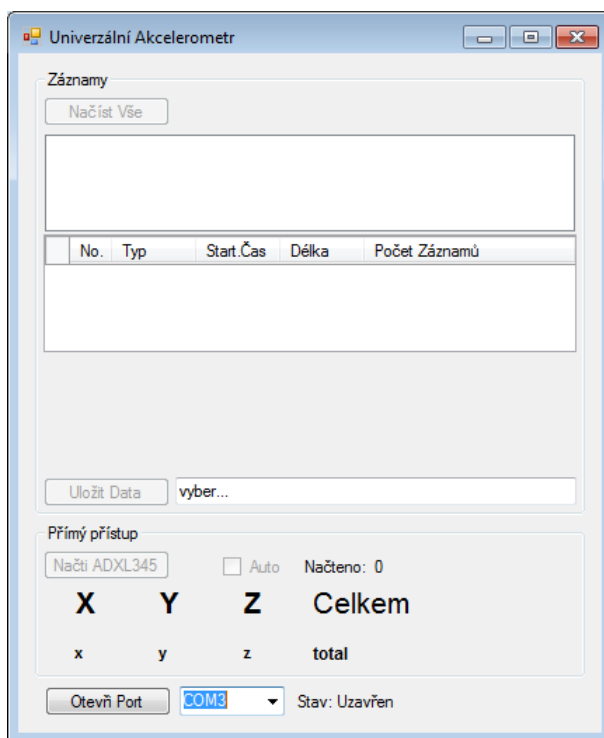 Univerzální Akcelerometr
Záznamy
Načíst Vše
No. Typ Start.Čas Délka Počet Záznamů
Uložit Data vyber...
Přímý přístup
Načti ADXL345 Auto Načteno: 0
X Y Z Celkem
x y z total
Otevři Port COM3 Stav: Uzavřen